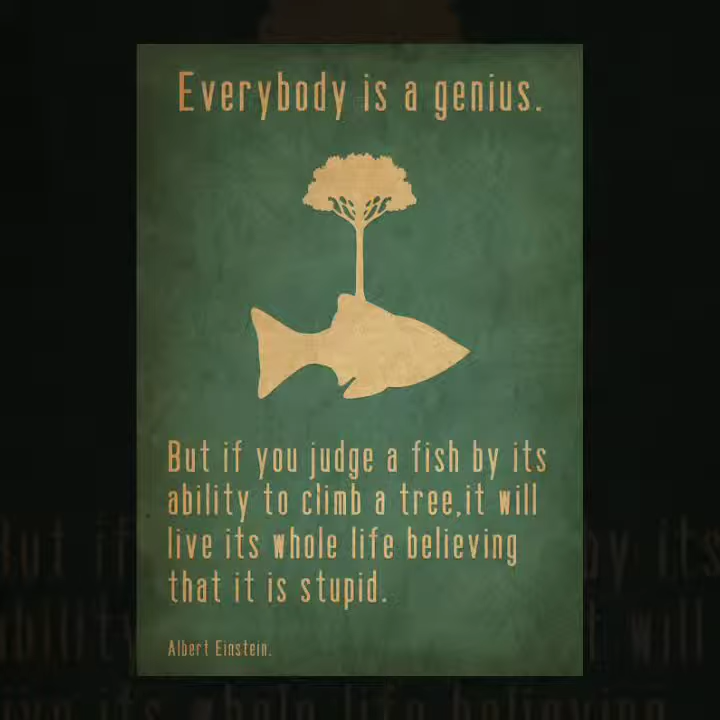 Everybody is a genius.
But if you judge a fish by its
ability to climb a tree,it will
live its whole life believing
that it is stupid.
Albert Einstein.